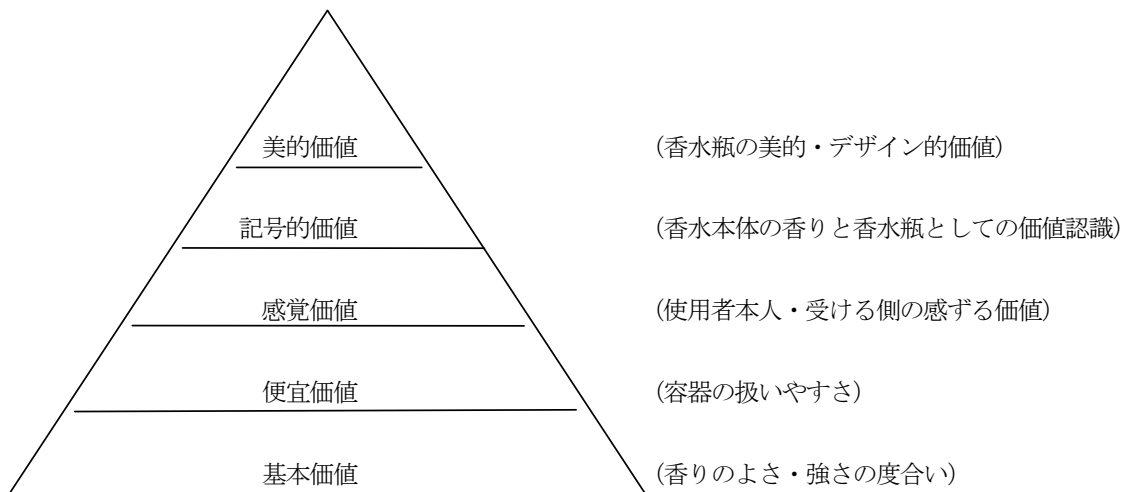 美的価値 (香水瓶の美的・デザイン的価値)
記号的価値 (香水本体の香りと香水瓶としての価値認識)
感覚価値 (使用者本人・受ける側の感ずる価値)
便宜価値 (容器の扱いやすさ)
基本価値 (香りのよさ・強さの度合い)